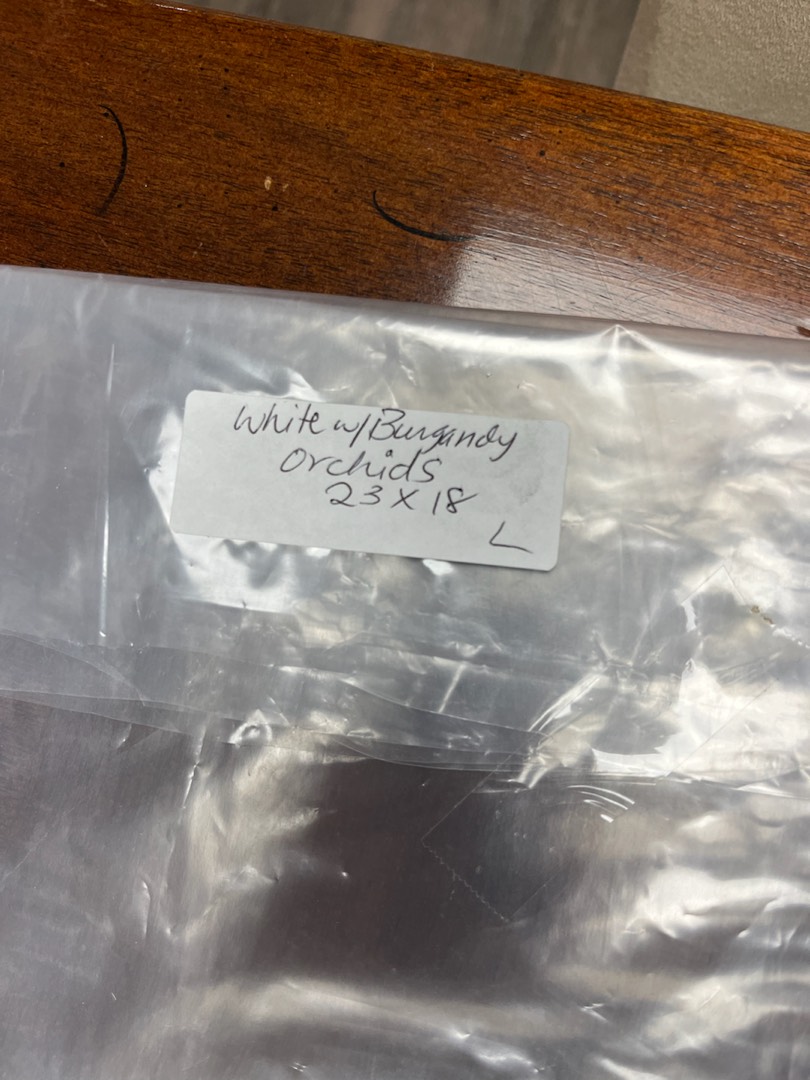 White w/Burgandy
Orchids
23 X 18
L